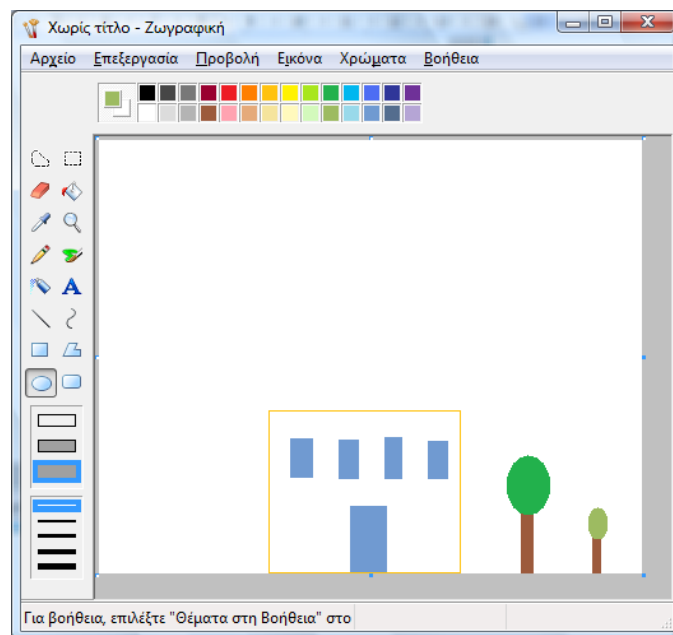 Χωρίς τίτλο - Ζωγραφική
Αρχείο Επεξεργασία Προβολή Εικόνα Χρώματα Βοήθεια
A
Για βοήθεια, επιλέξτε "Θέματα στη Βοήθεια" στο